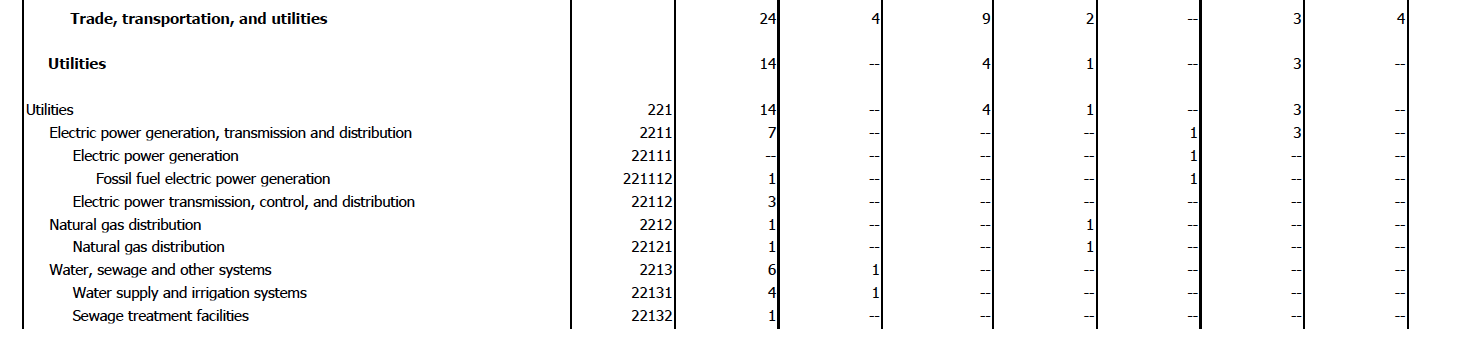 Trade, transportation, and utilities 24 4 9 2 -- 3 4
Utilities 14 -- 4 1 -- 3 --
Utilities 221 14 -- 4 1 -- 3 --
Electric power generation, transmission and distribution 2211 7 -- -- -- 1 3 --
Electric power generation 22111 -- -- -- -- 1 -- --
Fossil fuel electric power generation 221112 1 -- -- -- 1 -- --
Electric power transmission, control, and distribution 22112 3 -- -- -- -- -- --
Natural gas distribution 2212 1 -- -- 1 -- -- --
Natural gas distribution 22121 1 -- -- 1 -- -- --
Water, sewage and other systems 2213 6 1 -- -- -- -- --
Water supply and irrigation systems 22131 4 1 -- -- -- -- --
Sewage treatment facilities 22132 1 -- -- -- -- -- --